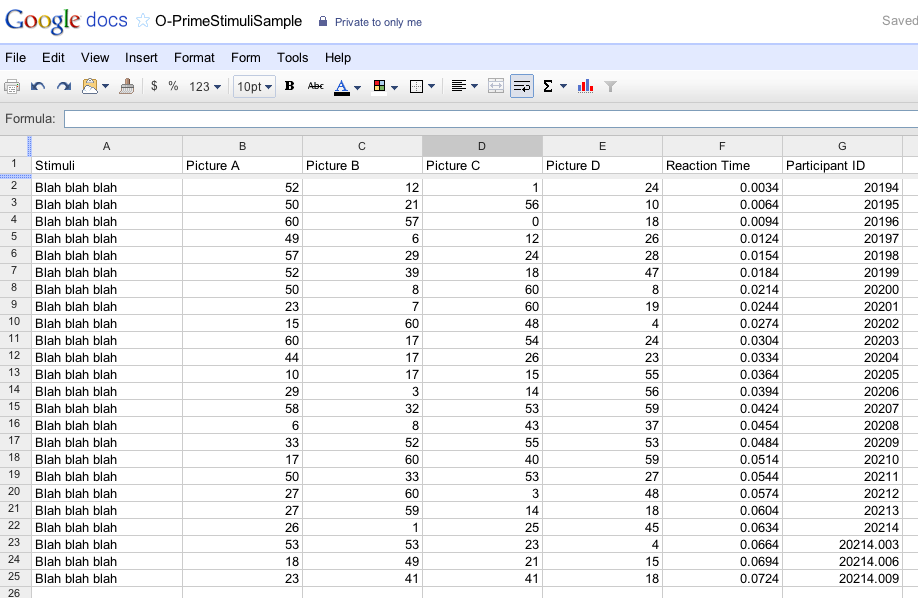 Google docs O-PrimeStimuliSample Private to only me Saved
File Edit View Insert Format Form Tools Help
$ % 123 10pt B Abc A Σ
Formula:
A B C D E F G
1 Stimuli Picture A Picture B Picture C Picture D Reaction Time Participant ID
2 Blah blah blah 52 12 1 24 0.0034 20194
3 Blah blah blah 50 21 56 10 0.0064 20195
4 Blah blah blah 60 57 0 18 0.0094 20196
5 Blah blah blah 49 6 12 26 0.0124 20197
6 Blah blah blah 57 29 24 28 0.0154 20198
7 Blah blah blah 52 39 18 47 0.0184 20199
8 Blah blah blah 50 8 60 8 0.0214 20200
9 Blah blah blah 23 7 60 19 0.0244 20201
10 Blah blah blah 15 60 48 4 0.0274 20202
11 Blah blah blah 60 17 54 24 0.0304 20203
12 Blah blah blah 44 17 26 23 0.0334 20204
13 Blah blah blah 10 17 15 55 0.0364 20205
14 Blah blah blah 29 3 14 56 0.0394 20206
15 Blah blah blah 58 32 53 59 0.0424 20207
16 Blah blah blah 6 8 43 37 0.0454 20208
17 Blah blah blah 33 52 55 53 0.0484 20209
18 Blah blah blah 17 60 40 59 0.0514 20210
19 Blah blah blah 50 33 53 27 0.0544 20211
20 Blah blah blah 27 60 3 48 0.0574 20212
21 Blah blah blah 27 59 14 18 0.0604 20213
22 Blah blah blah 26 1 25 45 0.0634 20214
23 Blah blah blah 53 53 23 4 0.0664 20214.003
24 Blah blah blah 18 49 21 15 0.0694 20214.006
25 Blah blah blah 23 41 41 18 0.0724 20214.009
26